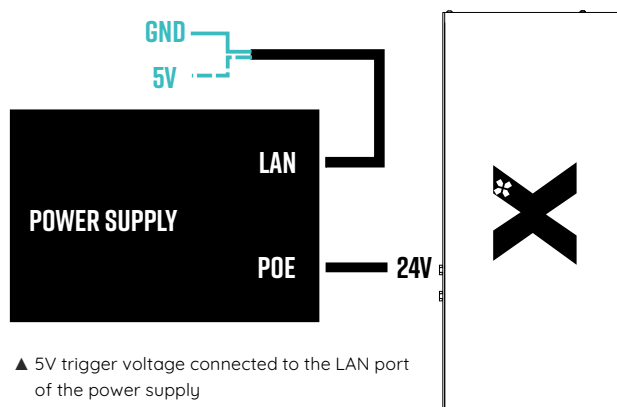 GND
5V
LAN
POWER SUPPLY
POE
24V
▲ 5V trigger voltage connected to the LAN port
of the power supply